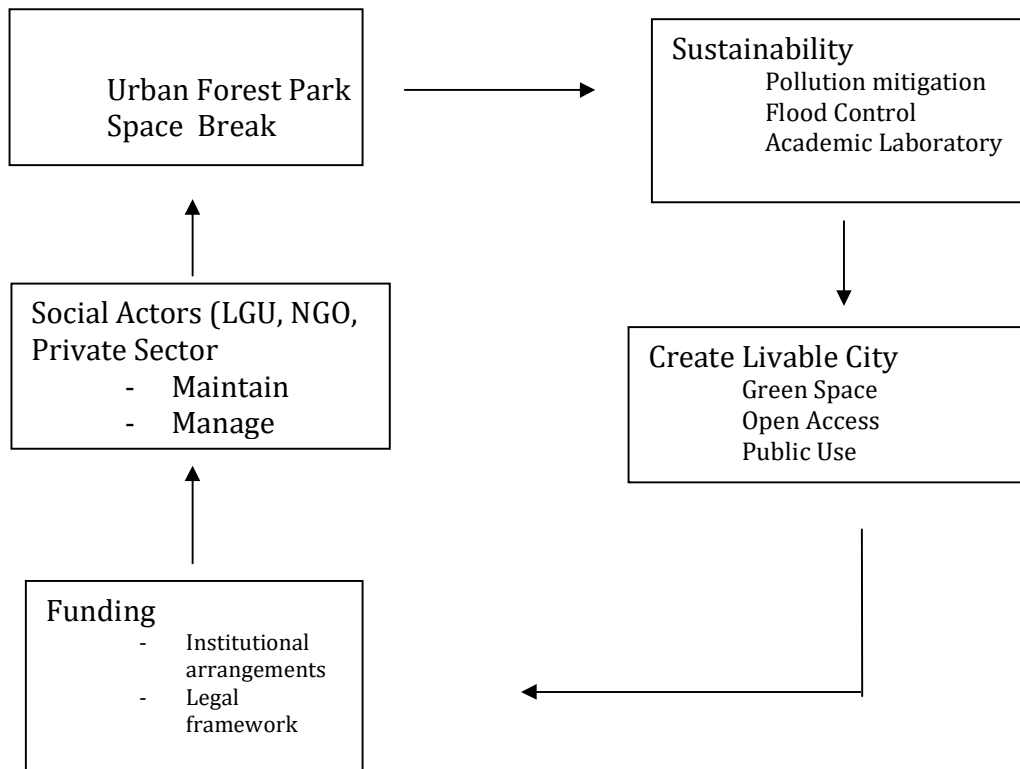 Urban Forest Park
Space Break
Sustainability
Pollution mitigation
Flood Control
Academic Laboratory
Social Actors (LGU, NGO,
Private Sector
- Maintain
- Manage
Create Livable City
Green Space
Open Access
Public Use
Funding
- Institutional
arrangements
- Legal
framework